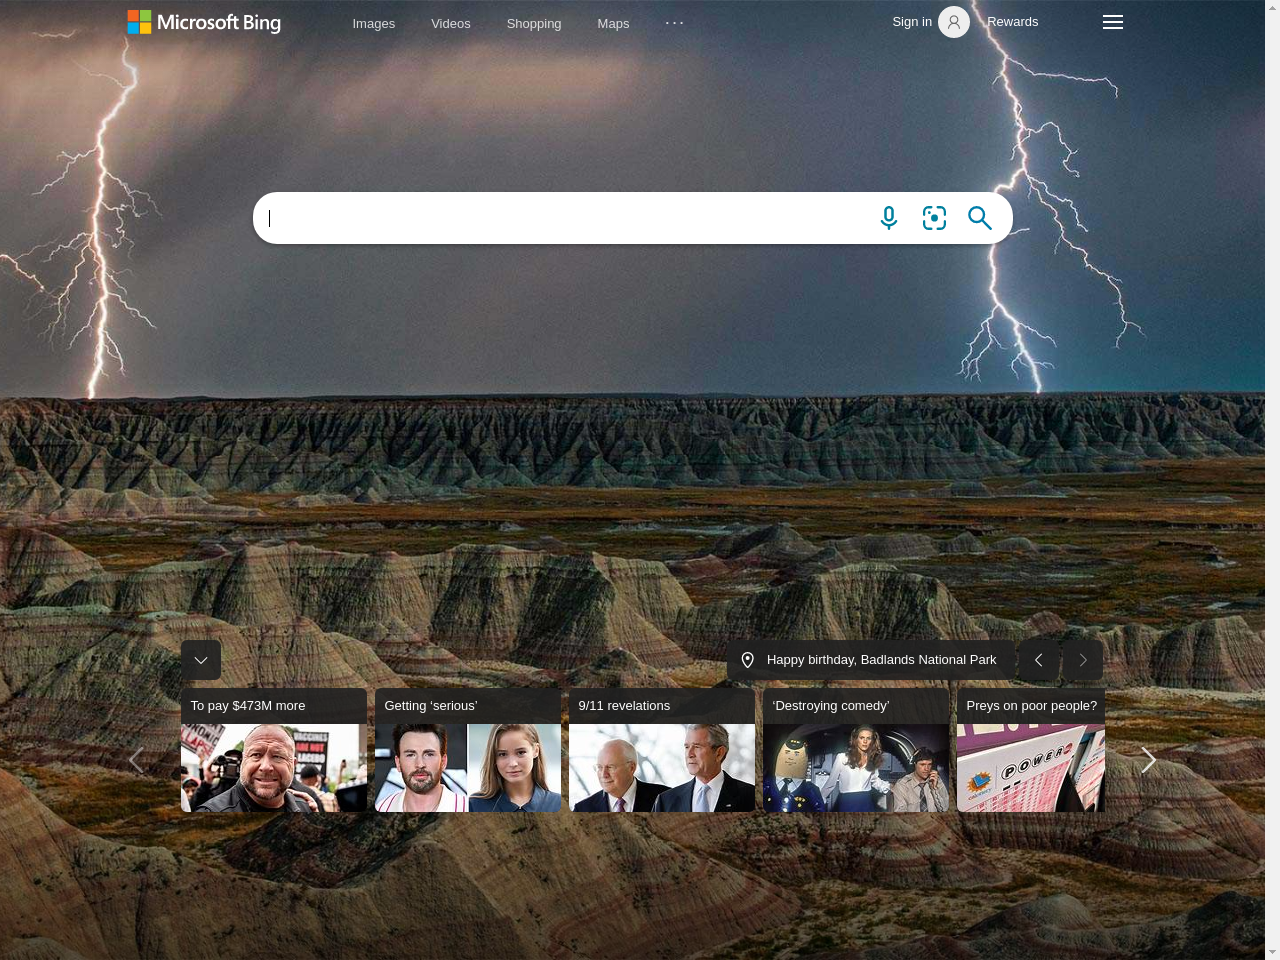 Microsoft Bing
Images Videos Shopping Maps ...
Sign in Rewards
Happy birthday, Badlands National Park
To pay $473M more
Getting ‘serious’
9/11 revelations
‘Destroying comedy’
Preys on poor people?
POWER